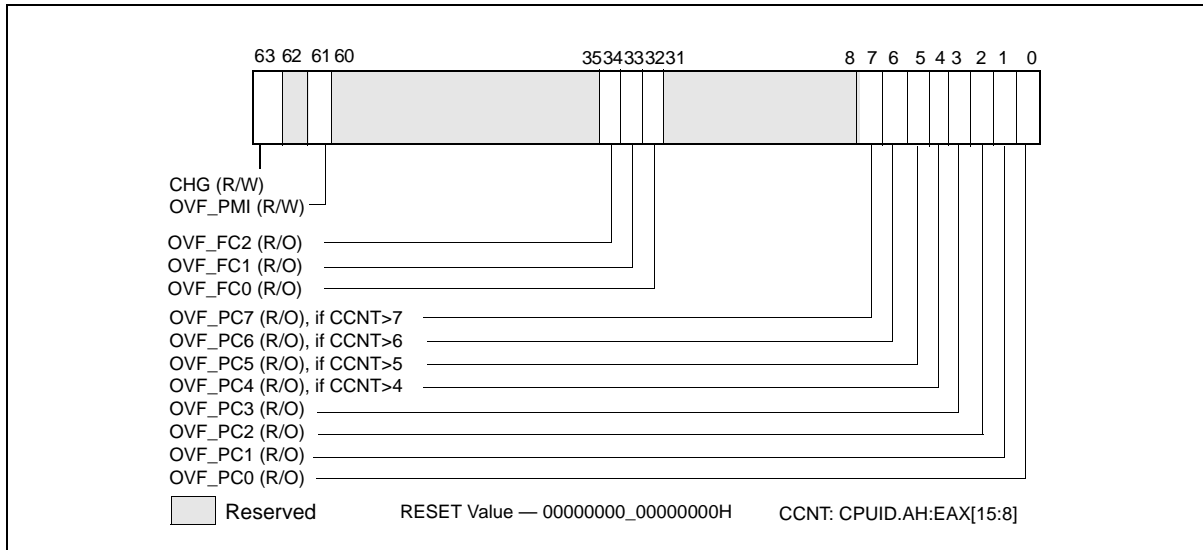 63 62 61 60 35 34 33 32 31 8 7 6 5 4 3 2 1 0
CHG (R/W)
OVF_PMI (R/W)
OVF_FC2 (R/O)
OVF_FC1 (R/O)
OVF_FC0 (R/O)
OVF_PC7 (R/O), if CCNT>7
OVF_PC6 (R/O), if CCNT>6
OVF_PC5 (R/O), if CCNT>5
OVF_PC4 (R/O), if CCNT>4
OVF_PC3 (R/O)
OVF_PC2 (R/O)
OVF_PC1 (R/O)
OVF_PC0 (R/O)
Reserved RESET Value — 00000000_00000000H CCNT: CPUID.AH:EAX[15:8]